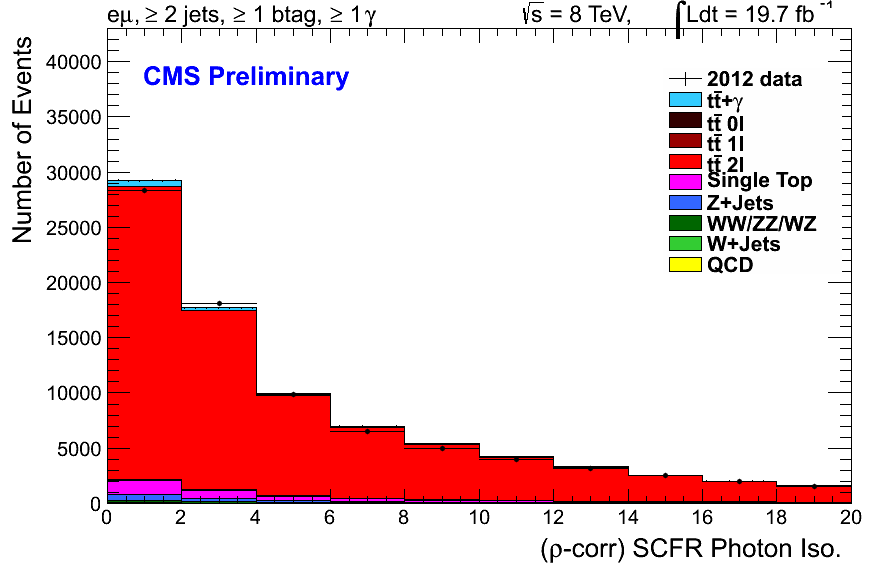 eμ, ≥ 2 jets, ≥ 1 btag, ≥ 1 γ
√s = 8 TeV, ∫Ldt = 19.7 fb⁻¹
CMS Preliminary
Number of Events
40000
35000
30000
25000
20000
15000
10000
5000
0
2012 data
tt̄+γ
tt̄ 0l
tt̄ 1l
tt̄ 2l
Single Top
Z+Jets
WW/ZZ/WZ
W+Jets
QCD
0 2 4 6 8 10 12 14 16 18 20
(ρ-corr) SCFR Photon Iso.